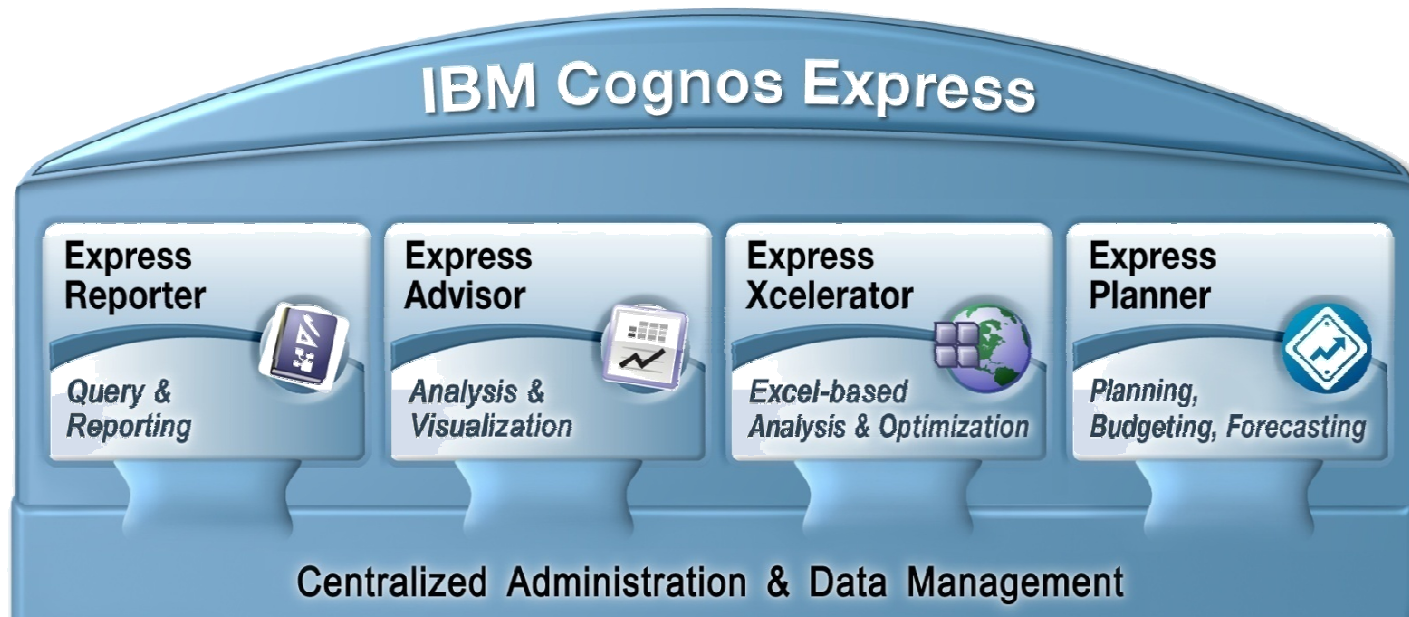 IBM Cognos Express
Express
Reporter
Query &
Reporting
Express
Advisor
Analysis &
Visualization
Express
Xcelerator
Excel-based
Analysis & Optimization
Express
Planner
Planning,
Budgeting, Forecasting
Centralized Administration & Data Management